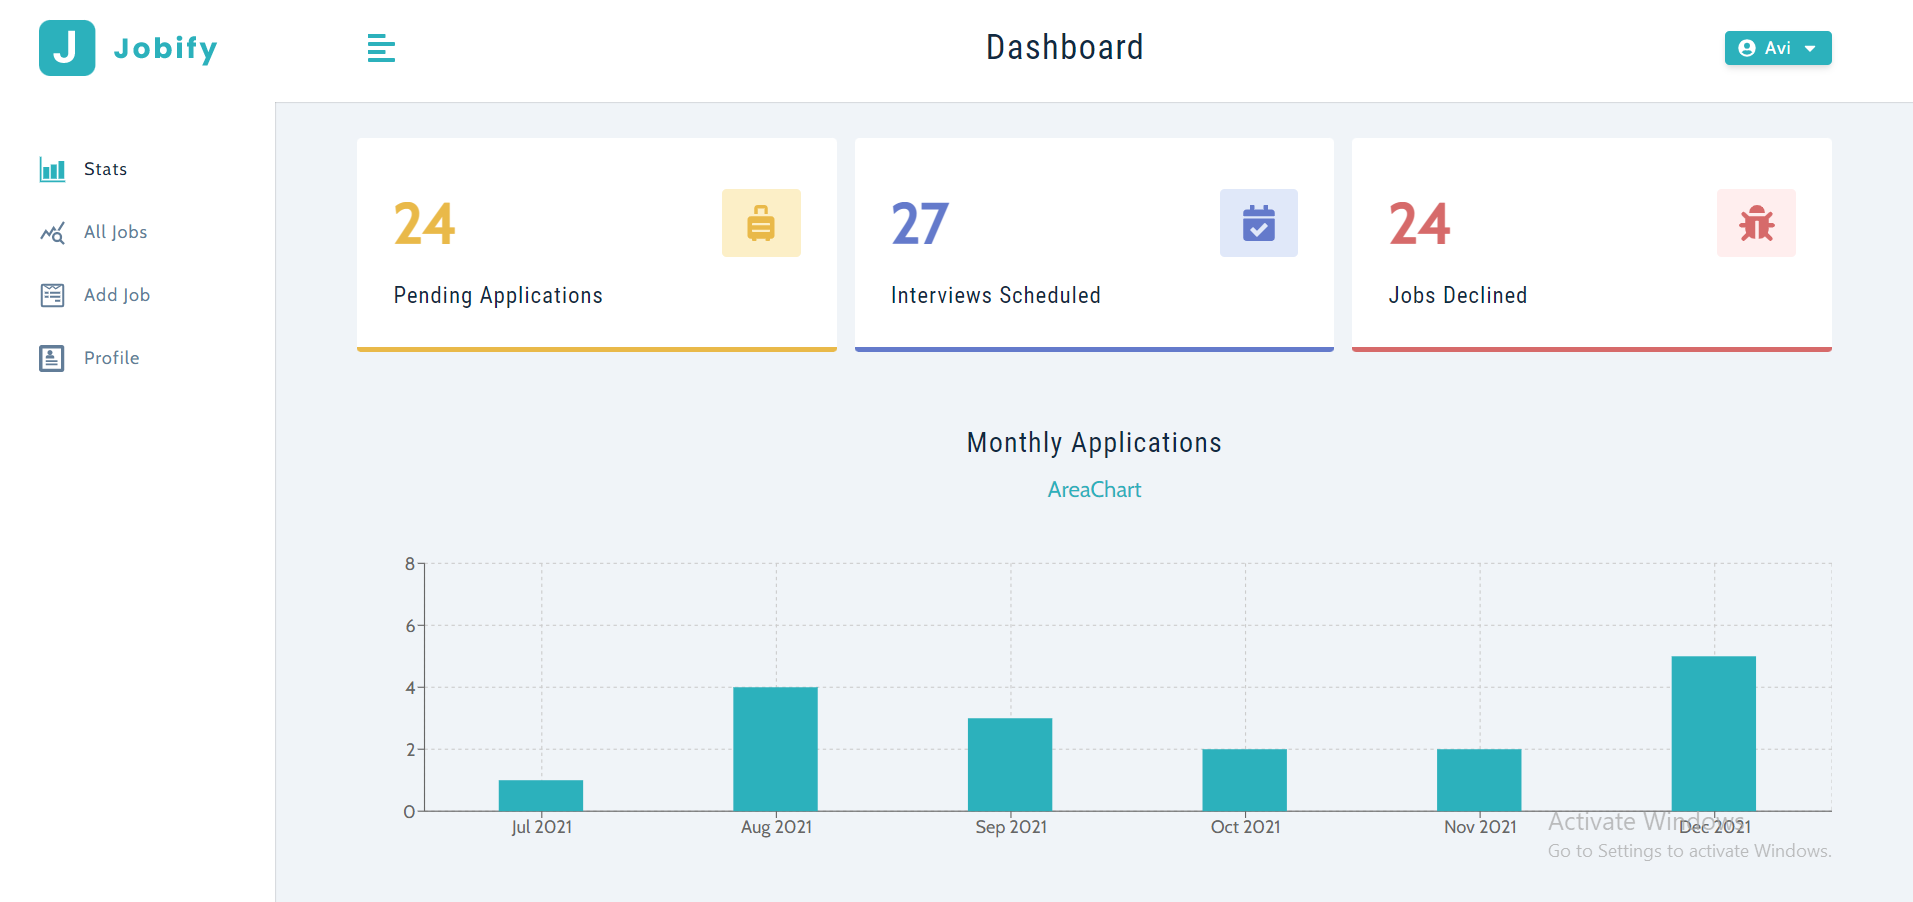 J Jobify
Dashboard
Avi
Stats
All Jobs
Add Job
Profile
24
Pending Applications
27
Interviews Scheduled
24
Jobs Declined
Monthly Applications
AreaChart
8
6
4
2
0
Jul 2021 Aug 2021 Sep 2021 Oct 2021 Nov 2021 Dec 2021
Activate Windows
Go to Settings to activate Windows.